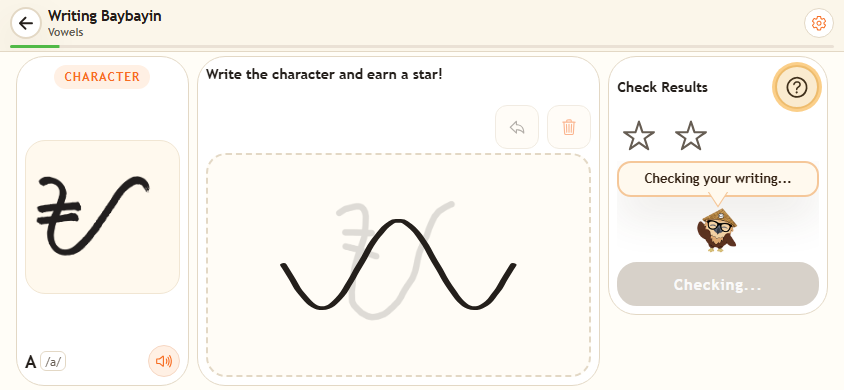 Writing Baybayin
Vowels
CHARACTER
ᜀ
A /a/
Write the character and earn a star!
Check Results
?
Checking your writing...
Checking...